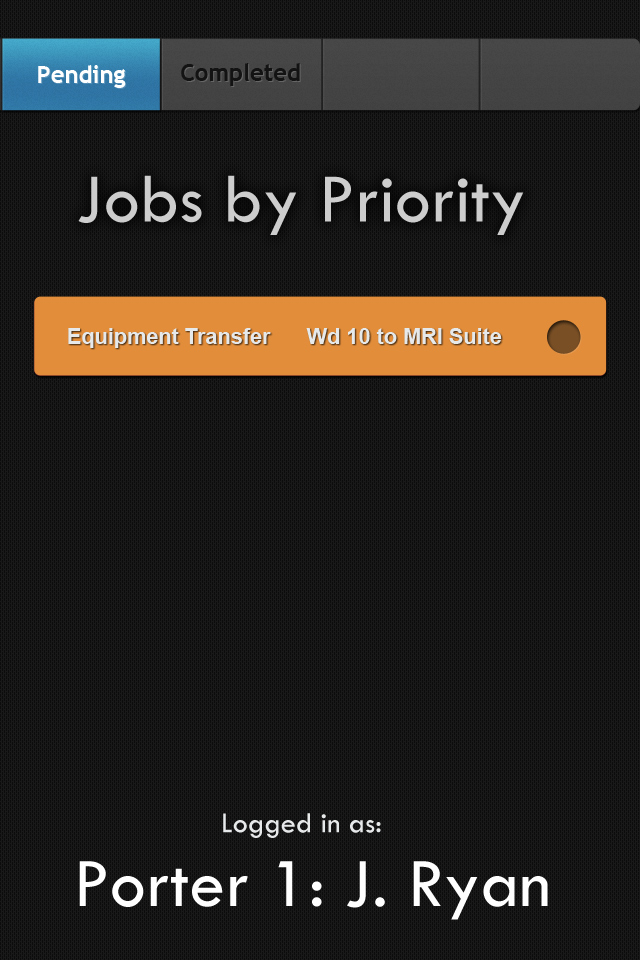 Pending Completed
Jobs by Priority
Equipment Transfer Wd 10 to MRI Suite
Logged in as:
Porter 1: J. Ryan